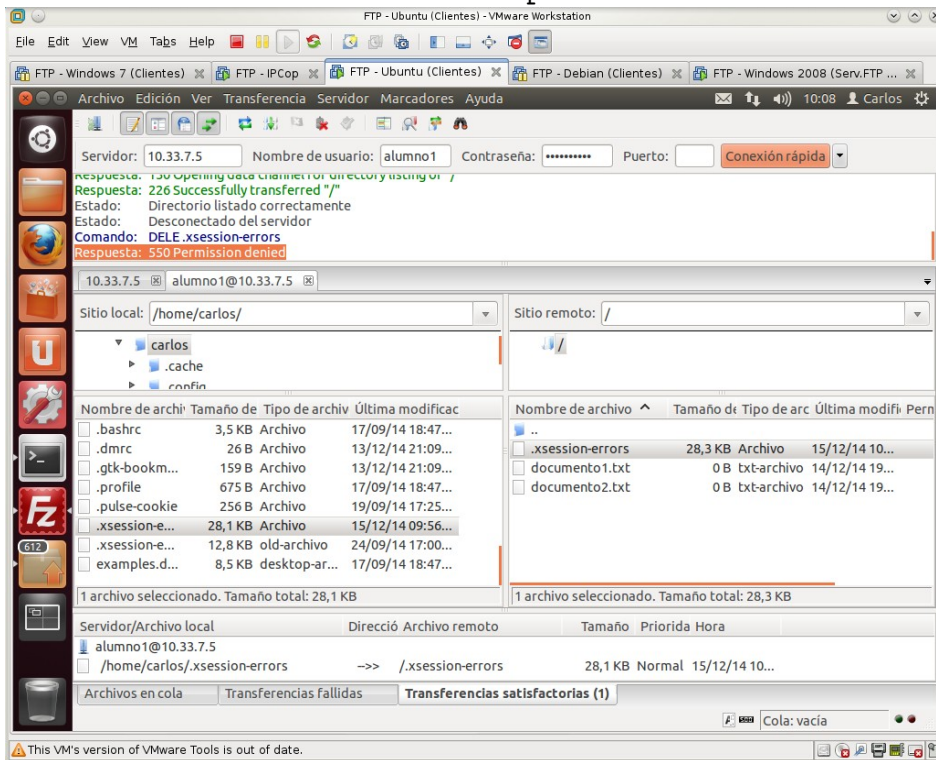 FTP - Ubuntu (Clientes) - VMware Workstation
File Edit View VM Tabs Help
FTP - Windows 7 (Clientes) FTP - IPCop FTP - Ubuntu (Clientes) FTP - Debian (Clientes) FTP - Windows 2008 (Serv.FTP ...
Archivo Edición Ver Transferencia Servidor Marcadores Ayuda 10:08 Carlos
Servidor: 10.33.7.5 Nombre de usuario: alumno1 Contraseña: •••••••••• Puerto: Conexión rápida
Respuesta: 150 Opening data channel for directory listing of "/"
Respuesta: 226 Successfully transferred "/"
Estado: Directorio listado correctamente
Estado: Desconectado del servidor
Comando: DELE .xsession-errors
Respuesta: 550 Permission denied
10.33.7.5 alumno1@10.33.7.5
Sitio local: /home/carlos/ Sitio remoto: /
carlos /
.cache
.config
Nombre de archi Tamaño de Tipo de archiv Última modificac Nombre de archivo Tamaño de Tipo de arc Última modifi Perm
.bashrc 3,5 KB Archivo 17/09/14 18:47... ..
.dmrc 26 B Archivo 13/12/14 21:09... .xsession-errors 28,3 KB Archivo 15/12/14 10...
.gtk-bookm... 159 B Archivo 13/12/14 21:09... documento1.txt 0 B txt-archivo 14/12/14 19...
.profile 675 B Archivo 17/09/14 18:47... documento2.txt 0 B txt-archivo 14/12/14 19...
.pulse-cookie 256 B Archivo 19/09/14 17:25...
.xsession-e... 28,1 KB Archivo 15/12/14 09:56...
.xsession-e... 12,8 KB old-archivo 24/09/14 17:00...
examples.d... 8,5 KB desktop-ar... 17/09/14 18:47...
1 archivo seleccionado. Tamaño total: 28,1 KB 1 archivo seleccionado. Tamaño total: 28,3 KB
Servidor/Archivo local Direcció Archivo remoto Tamaño Priorida Hora
alumno1@10.33.7.5
/home/carlos/.xsession-errors -->> /.xsession-errors 28,1 KB Normal 15/12/14 10...
Archivos en cola Transferencias fallidas Transferencias satisfactorias (1)
612
Cola: vacía
This VM's version of VMware Tools is out of date.